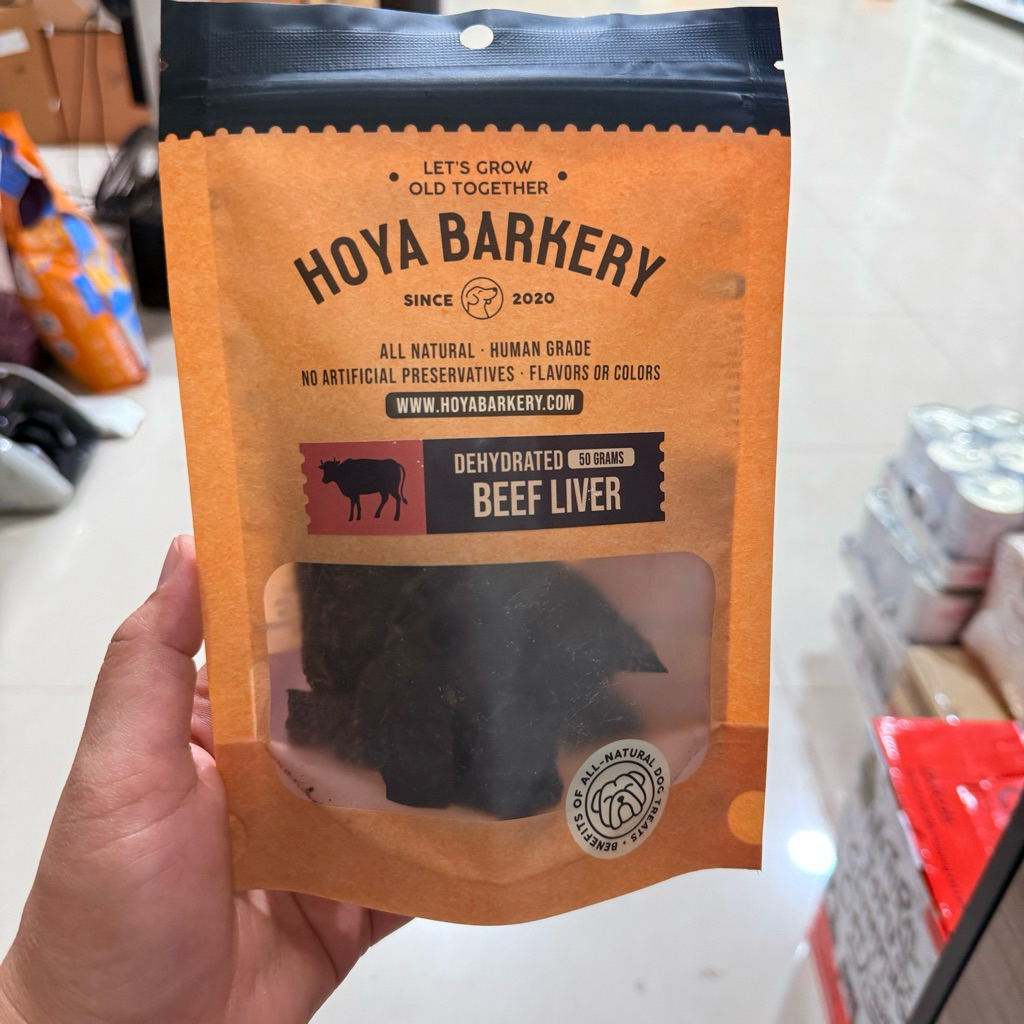 LET'S GROW
OLD TOGETHER
HOYA BARKERY
SINCE 2020
ALL NATURAL · HUMAN GRADE
NO ARTIFICIAL PRESERVATIVES · FLAVORS OR COLORS
WWW.HOYABARKERY.COM
DEHYDRATED 50 GRAMS
BEEF LIVER
BENEFITS OF ALL-NATURAL DOG TREATS •